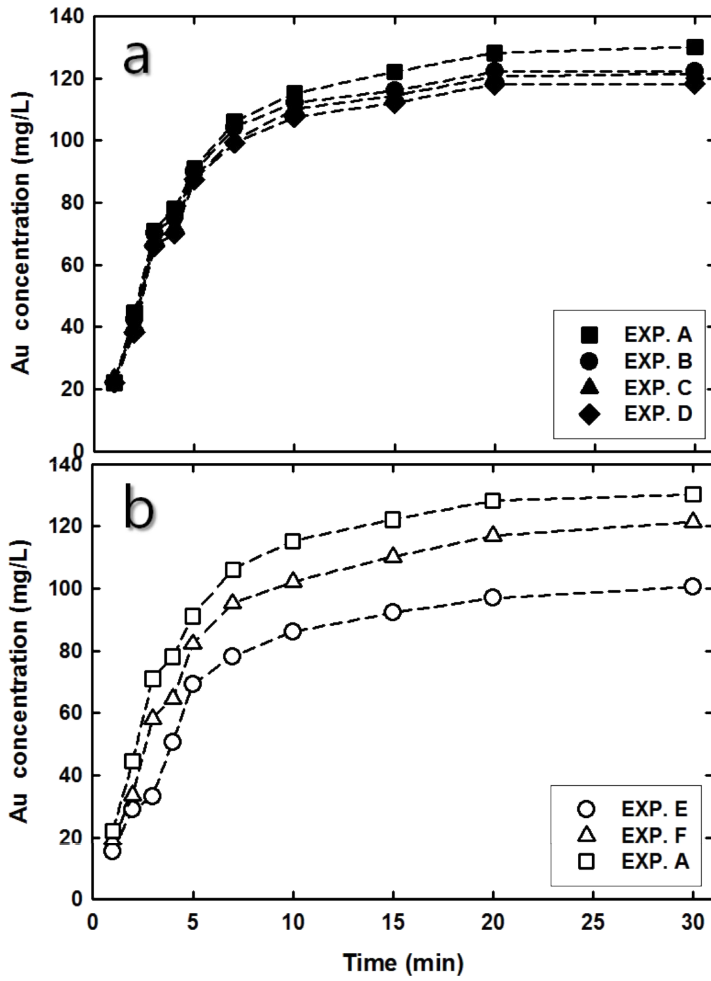 a
140
120
100
80
60
40
20
0
Au concentration (mg/L)
EXP. A
EXP. B
EXP. C
EXP. D
b
140
120
100
80
60
40
20
0
Au concentration (mg/L)
EXP. E
EXP. F
EXP. A
0 5 10 15 20 25 30
Time (min)